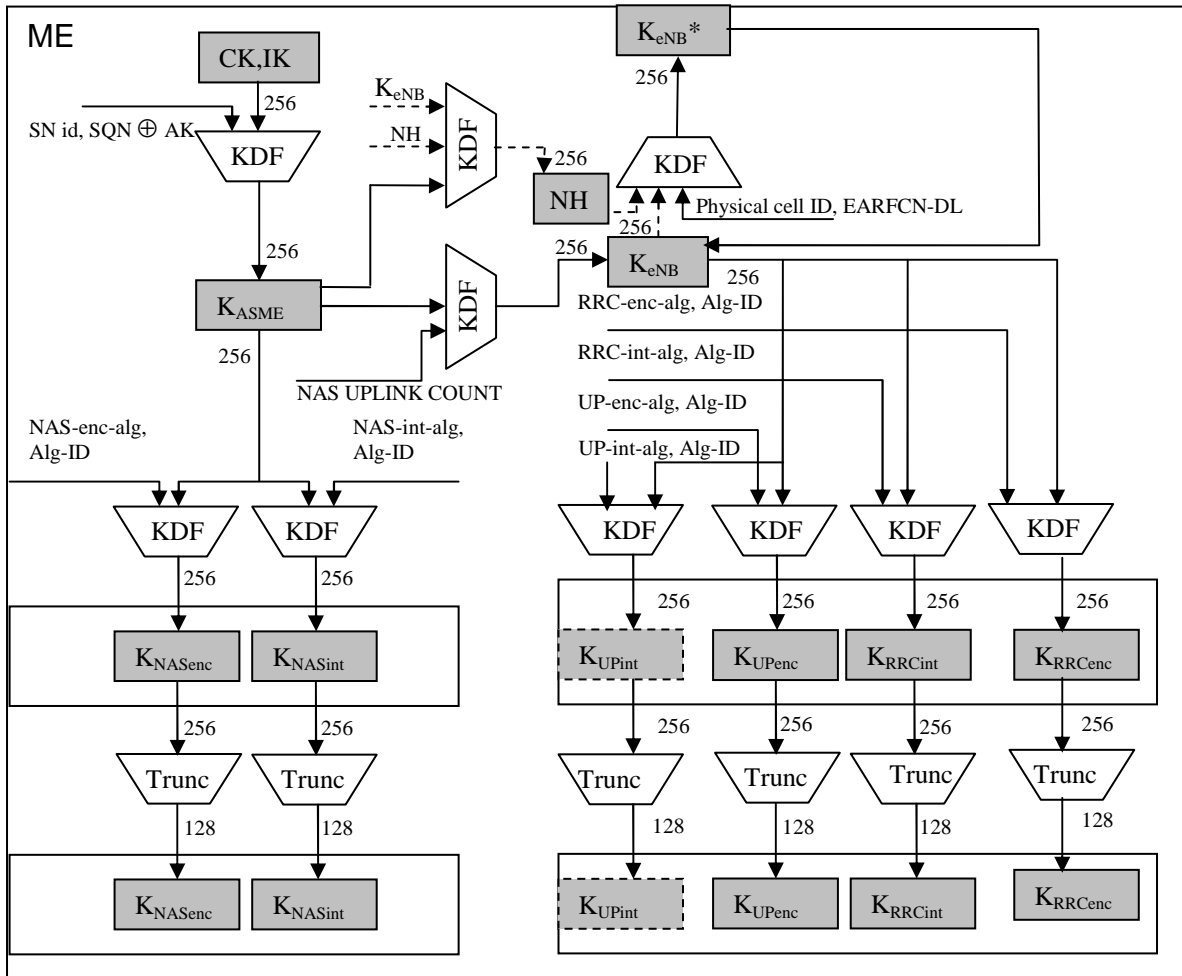 ME
K_eNB*
CK,IK
256
256
K_eNB
SN id, SQN ⊕ AK
KDF
NH
KDF
256
KDF
NH
Physical cell ID, EARFCN-DL
256
256
256
K_eNB
256
K_ASME
KDF
RRC-enc-alg, Alg-ID
256
RRC-int-alg, Alg-ID
NAS UPLINK COUNT
UP-enc-alg, Alg-ID
NAS-enc-alg,
Alg-ID
NAS-int-alg,
Alg-ID
UP-int-alg, Alg-ID
KDF
KDF
KDF
KDF
KDF
KDF
256
256
256
256
256
256
K_NASenc
K_NASint
K_UPint
K_UPenc
K_RRCint
K_RRCenc
256
256
256
256
256
256
Trunc
Trunc
Trunc
Trunc
Trunc
Trunc
128
128
128
128
128
128
K_NASenc
K_NASint
K_UPint
K_UPenc
K_RRCint
K_RRCenc